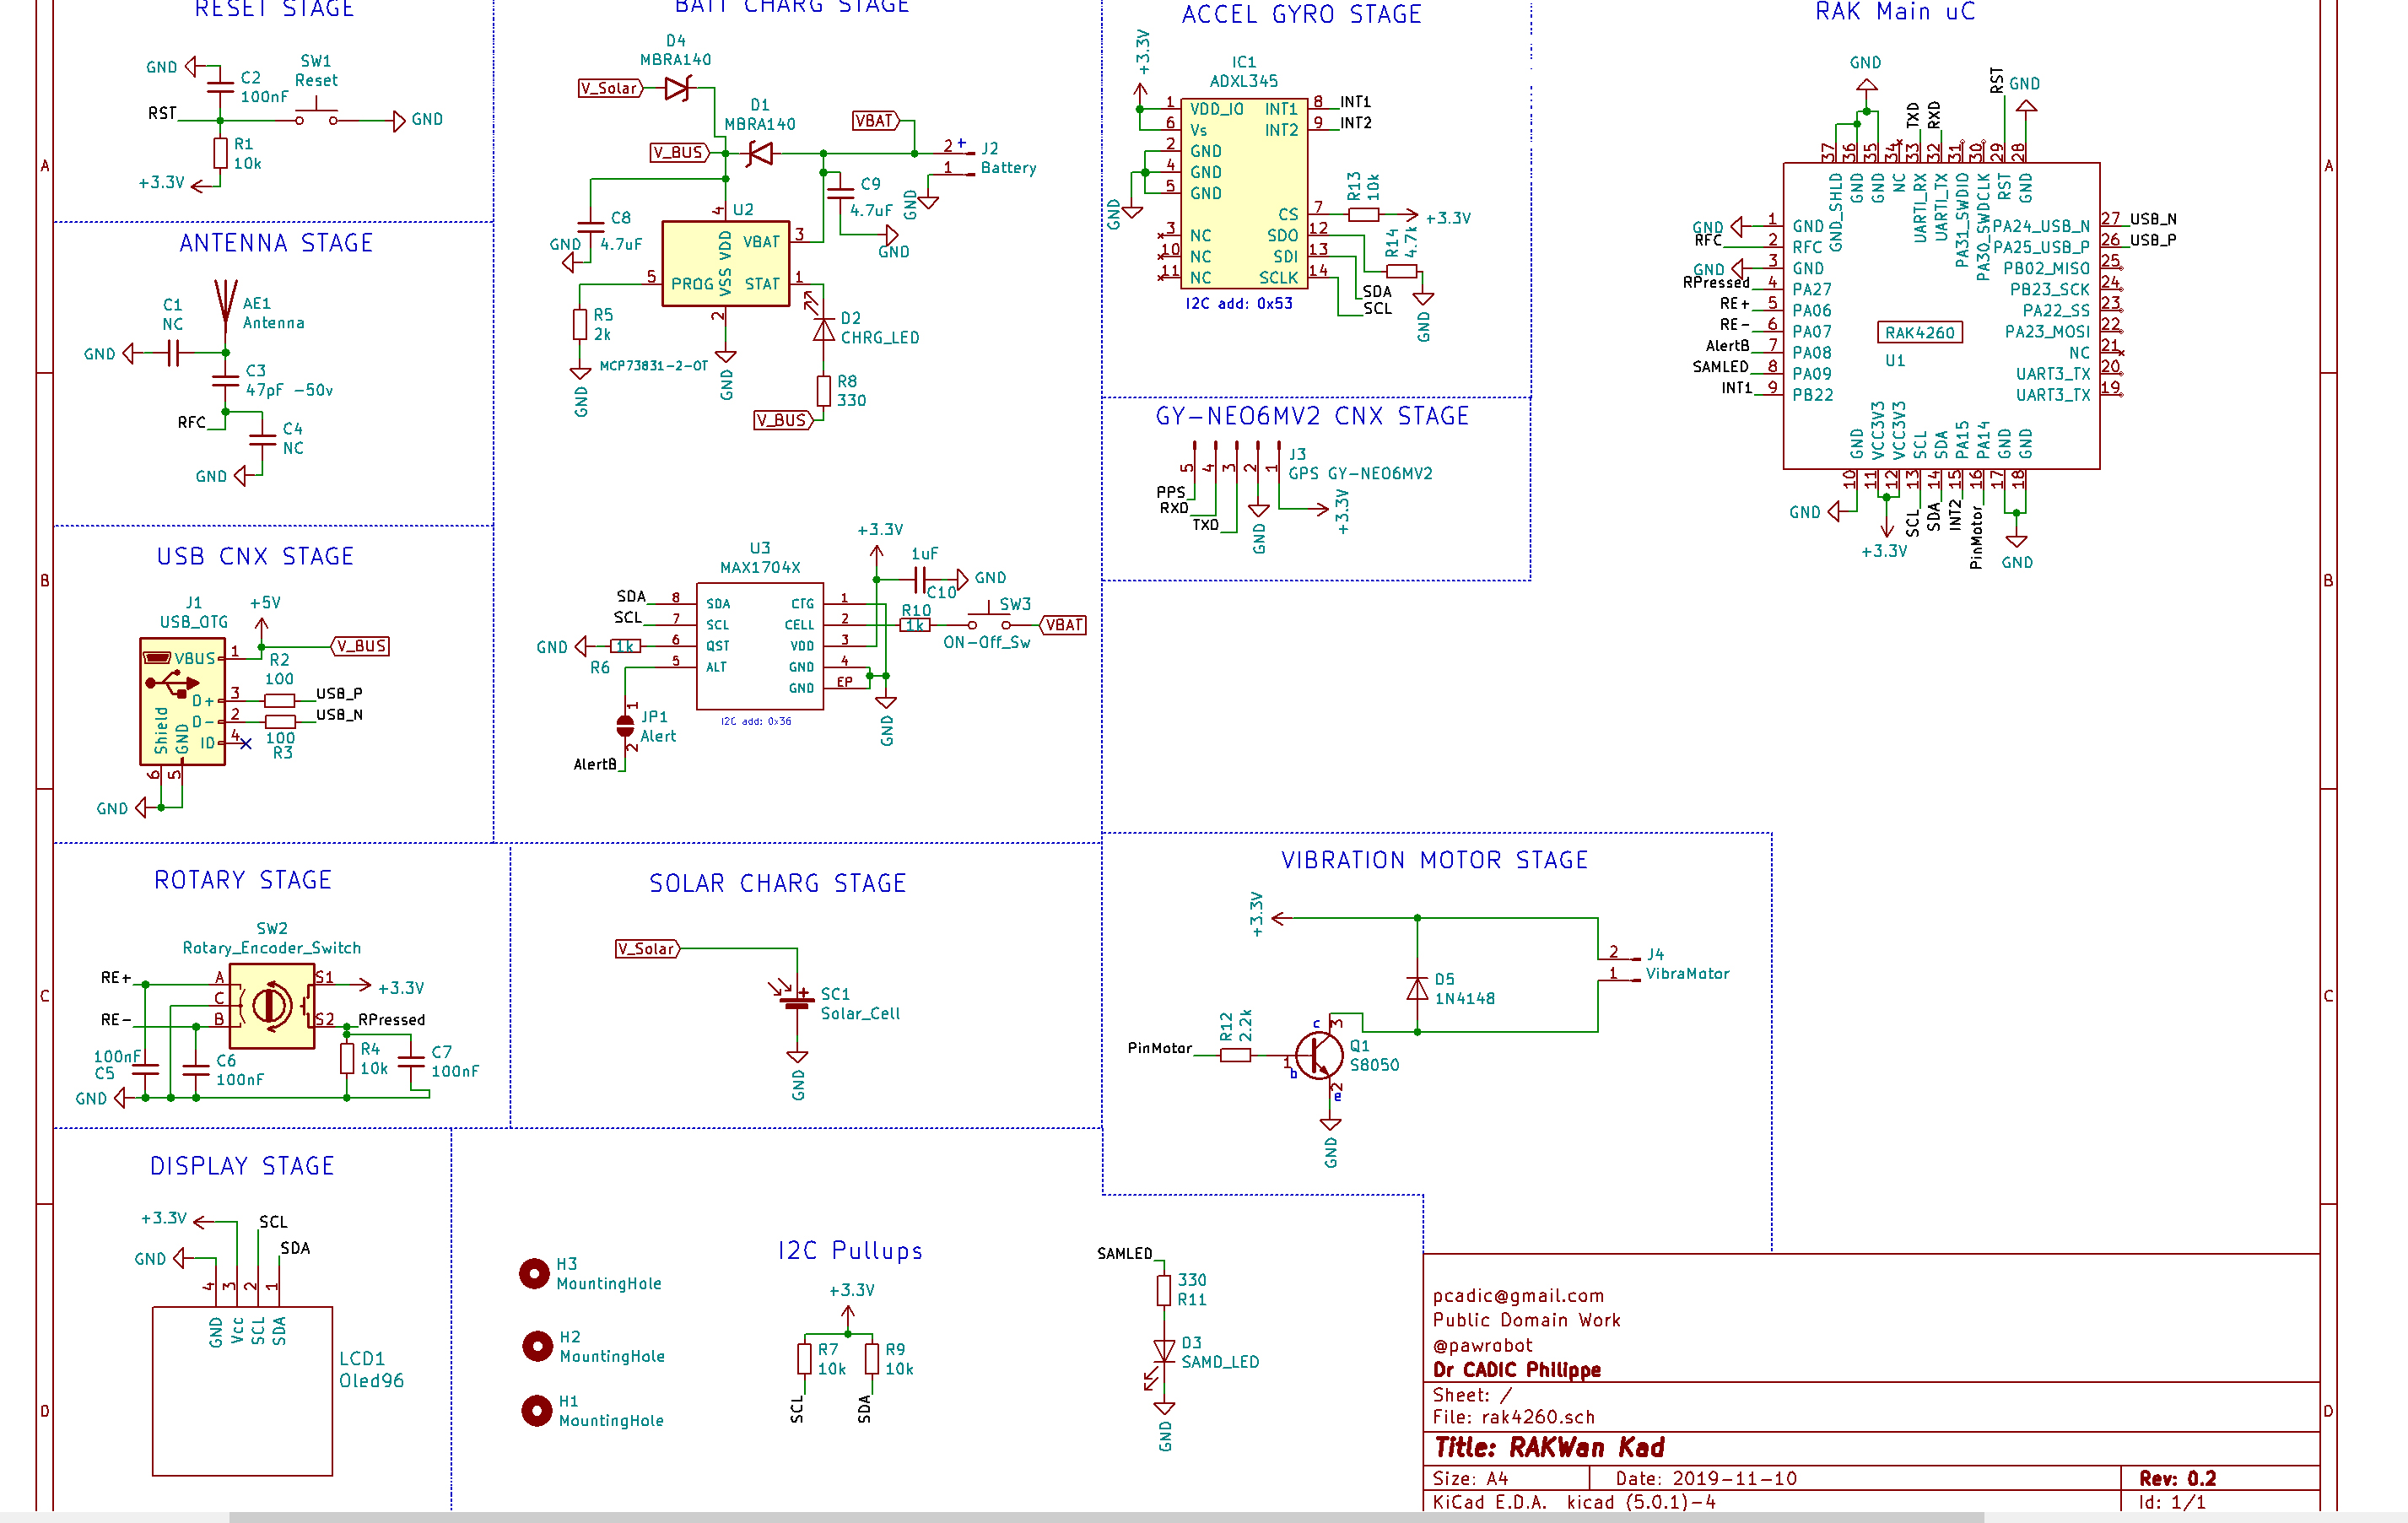 RESET STAGE
GND
C2
100nF
SW1
Reset
RST
GND
R1
10k
+3.3V
ANTENNA STAGE
C1
NC
AE1
Antenna
GND
C3
47pF -50v
RFC
C4
NC
GND
USB CNX STAGE
J1
USB_OTG
+5V
V_BUS
VBUS
1
R2
100
D+
3
USB_P
D-
2
USB_N
ID
4
100
R3
Shield
GND
6
5
GND
BATT CHARG STAGE
D4
MBRA140
V_Solar
D1
MBRA140
VBAT
V_BUS
2
+
J2
1
Battery
GND
C9
4.7uF
GND
C8
4.7uF
GND
4
U2
VDD
VBAT
3
5
PROG
VSS
STAT
1
2
R5
2k
MCP73831-2-OT
GND
GND
D2
CHRG_LED
R8
330
V_BUS
U3
MAX1704X
+3.3V
1uF
C10
GND
SDA
8
SDA
CTG
1
SCL
7
SCL
CELL
2
R10
1k
SW3
ON-Off_Sw
VBAT
GND
1k
R6
6
QST
VDD
3
5
ALT
GND
4
GND
EP
I2C add: 0x36
GND
1
JP1
Alert
2
AlertB
ACCEL GYRO STAGE
+3.3V
IC1
ADXL345
1
VDD_IO
INT1
8
INT1
6
Vs
INT2
9
INT2
2
GND
4
GND
5
GND
GND
CS
7
R13
10k
+3.3V
3
NC
SDO
12
10
NC
SDI
13
R14
4.7k
11
NC
SCLK
14
SDA
SCL
GND
I2C add: 0x53
GY-NEO6MV2 CNX STAGE
5
4
3
2
1
J3
GPS GY-NEO6MV2
PPS
RXD
TXD
GND
+3.3V
RAK Main uC
GND
TXD
RXD
RST
GND
37
36
35
34
33
32
31
30
29
28
GND_SHLD
GND
GND
NC
UART1_RX
UART1_TX
PA31_SWDIO
PA30_SWDCLK
RST
GND
GND
1
GND
RFC
2
RFC
GND
3
GND
RPressed
4
PA27
RE+
5
PA06
RE-
6
PA07
AlertB
7
PA08
SAMLED
8
PA09
INT1
9
PB22
PA24_USB_N
27
USB_N
PA25_USB_P
26
USB_P
PB02_MISO
25
PB23_SCK
24
PA22_SS
23
PA23_MOSI
22
NC
21
UART3_TX
20
UART3_TX
19
RAK4260
U1
GND
VCC3V3
VCC3V3
SCL
SDA
PA15
PA14
GND
GND
10
11
12
13
14
15
16
17
18
GND
+3.3V
SCL
SDA
INT2
PinMotor
GND
ROTARY STAGE
SW2
Rotary_Encoder_Switch
RE+
A
S1
+3.3V
C
RE-
B
S2
RPressed
100nF
C5
C6
100nF
R4
10k
C7
100nF
GND
SOLAR CHARG STAGE
V_Solar
+
SC1
Solar_Cell
GND
VIBRATION MOTOR STAGE
+3.3V
2
J4
1
VibraMotor
D5
1N4148
PinMotor
R12
2.2k
c
3
Q1
S8050
1
b
2
e
GND
DISPLAY STAGE
+3.3V
SCL
GND
SDA
4
3
2
1
GND
Vcc
SCL
SDA
LCD1
Oled96
H3
MountingHole
H2
MountingHole
H1
MountingHole
I2C Pullups
+3.3V
R7
10k
R9
10k
SCL
SDA
SAMLED
330
R11
D3
SAMD_LED
GND
pcadic@gmail.com
Public Domain Work
@pawrobot
Dr CADIC Philippe
Sheet: /
File: rak4260.sch
Title: RAKWan Kad
Size: A4
Date: 2019-11-10
Rev: 0.2
KiCad E.D.A. kicad (5.0.1)-4
Id: 1/1
A
B
C
D
A
B
C
D